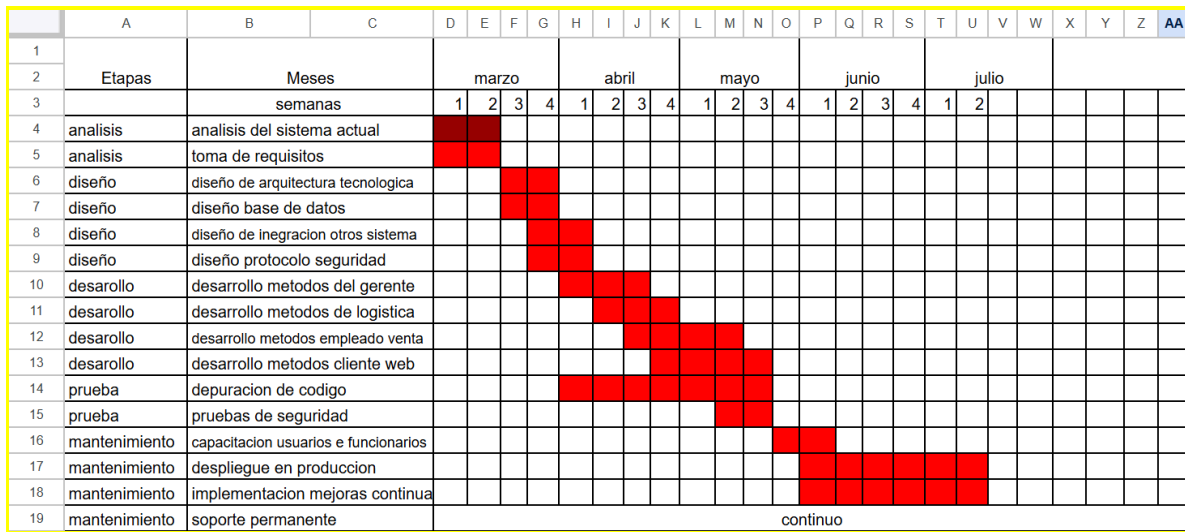 A B C D E F G H I J K L M N O P Q R S T U V W X Y Z AA
1
2 Etapas Meses marzo abril mayo junio julio
3 semanas 1 2 3 4 1 2 3 4 1 2 3 4 1 2 3 4 1 2
4 analisis analisis del sistema actual
5 analisis toma de requisitos
6 diseño diseño de arquitectura tecnologica
7 diseño diseño base de datos
8 diseño diseño de inegracion otros sistema
9 diseño diseño protocolo seguridad
10 desarollo desarrollo metodos del gerente
11 desarollo desarrollo metodos de logistica
12 desarollo desarrollo metodos empleado venta
13 desarollo desarrollo metodos cliente web
14 prueba depuracion de codigo
15 prueba pruebas de seguridad
16 mantenimiento capacitacion usuarios e funcionarios
17 mantenimiento despliegue en produccion
18 mantenimiento implementacion mejoras continua
19 mantenimiento soporte permanente continuo